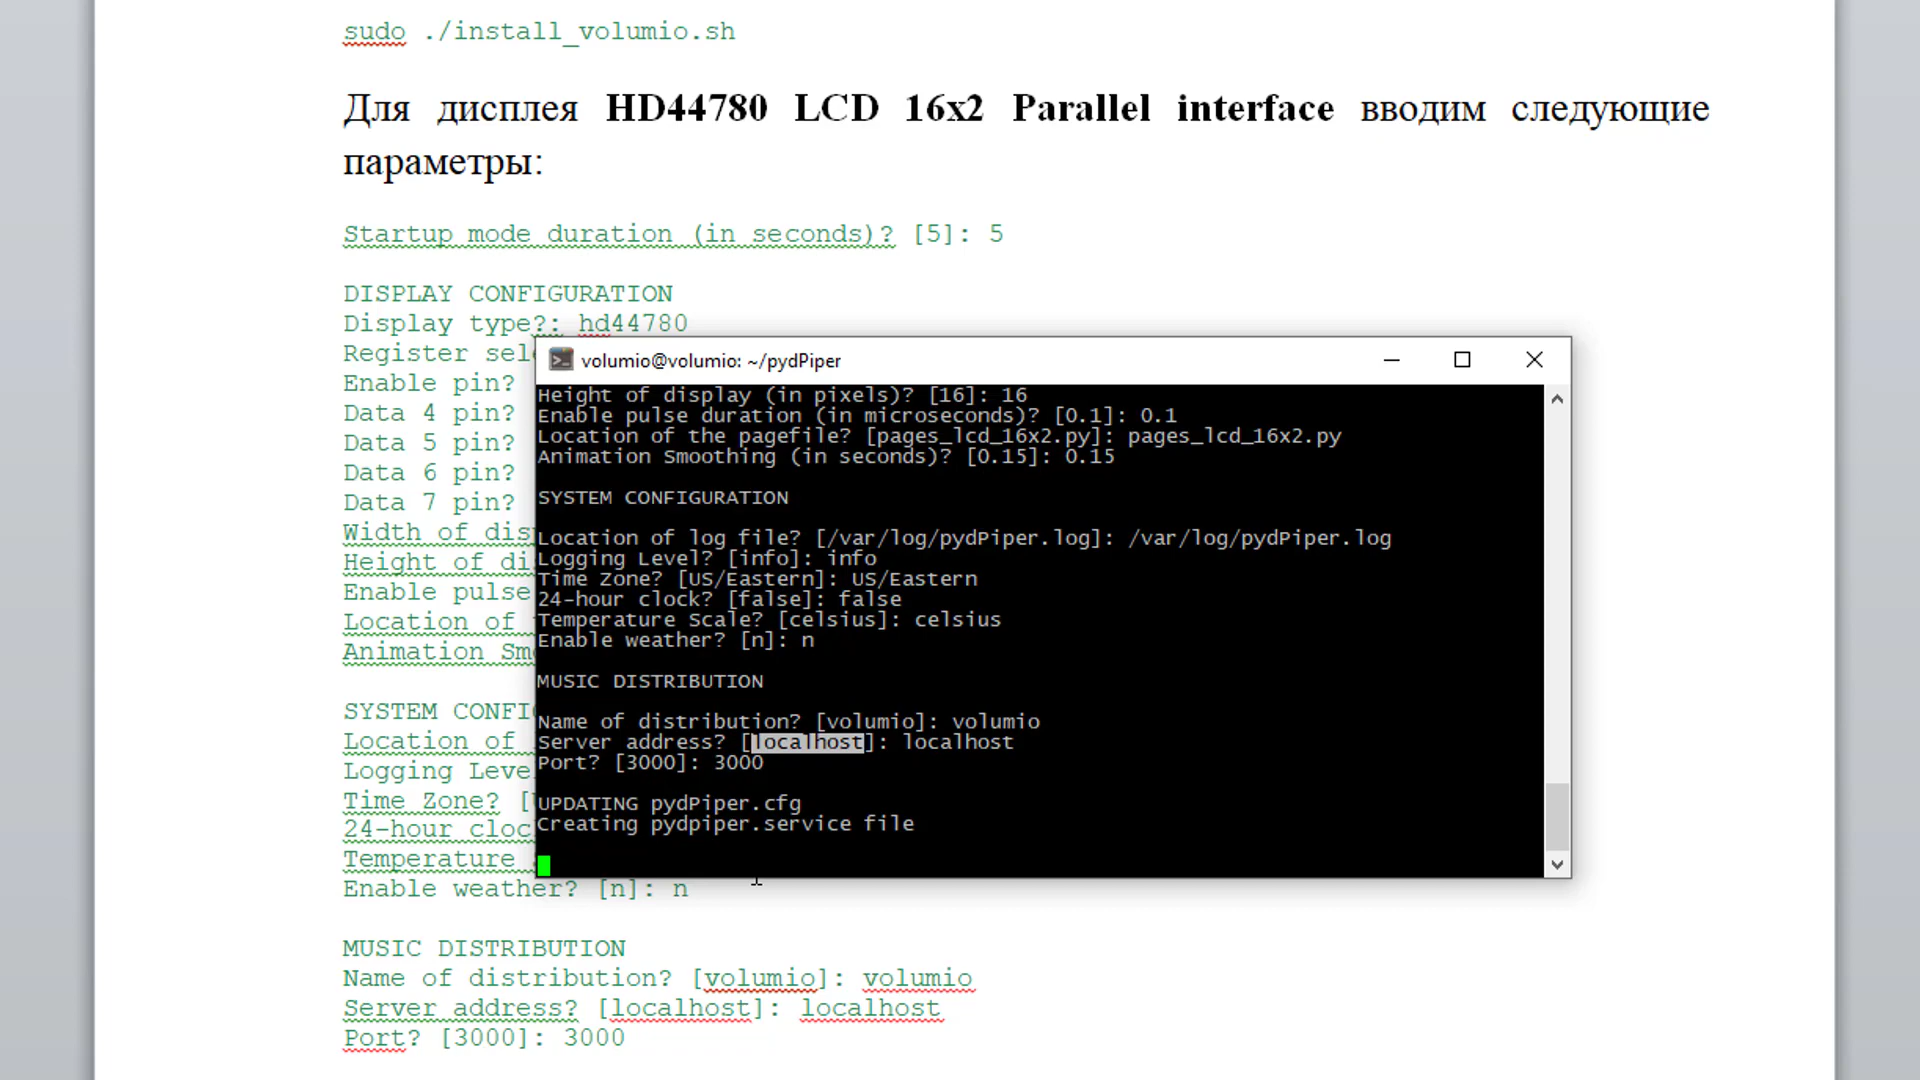 sudo ./install_volumio.sh
Для дисплея HD44780 LCD 16x2 Parallel interface вводим следующие
параметры:
Startup mode duration (in seconds)? [5]: 5
DISPLAY CONFIGURATION
Display type?: hd44780
Register sel
Enable pin?
Data 4 pin?
Data 5 pin?
Data 6 pin?
Data 7 pin?
Width of dis
Height of di
Enable pulse
Location of
Animation Sm
SYSTEM CONFI
Location of
Logging Leve
Time Zone? [
24-hour cloc
Temperature
Enable weather? [n]: n
MUSIC DISTRIBUTION
Name of distribution? [volumio]: volumio
Server address? [localhost]: localhost
Port? [3000]: 3000
volumio@volumio: ~/pydPiper
Height of display (in pixels)? [16]: 16
Enable pulse duration (in microseconds)? [0.1]: 0.1
Location of the pagefile? [pages_lcd_16x2.py]: pages_lcd_16x2.py
Animation Smoothing (in seconds)? [0.15]: 0.15
SYSTEM CONFIGURATION
Location of log file? [/var/log/pydPiper.log]: /var/log/pydPiper.log
Logging Level? [info]: info
Time Zone? [US/Eastern]: US/Eastern
24-hour clock? [false]: false
Temperature Scale? [celsius]: celsius
Enable weather? [n]: n
MUSIC DISTRIBUTION
Name of distribution? [volumio]: volumio
Server address? [localhost]: localhost
Port? [3000]: 3000
UPDATING pydPiper.cfg
Creating pydpiper.service file